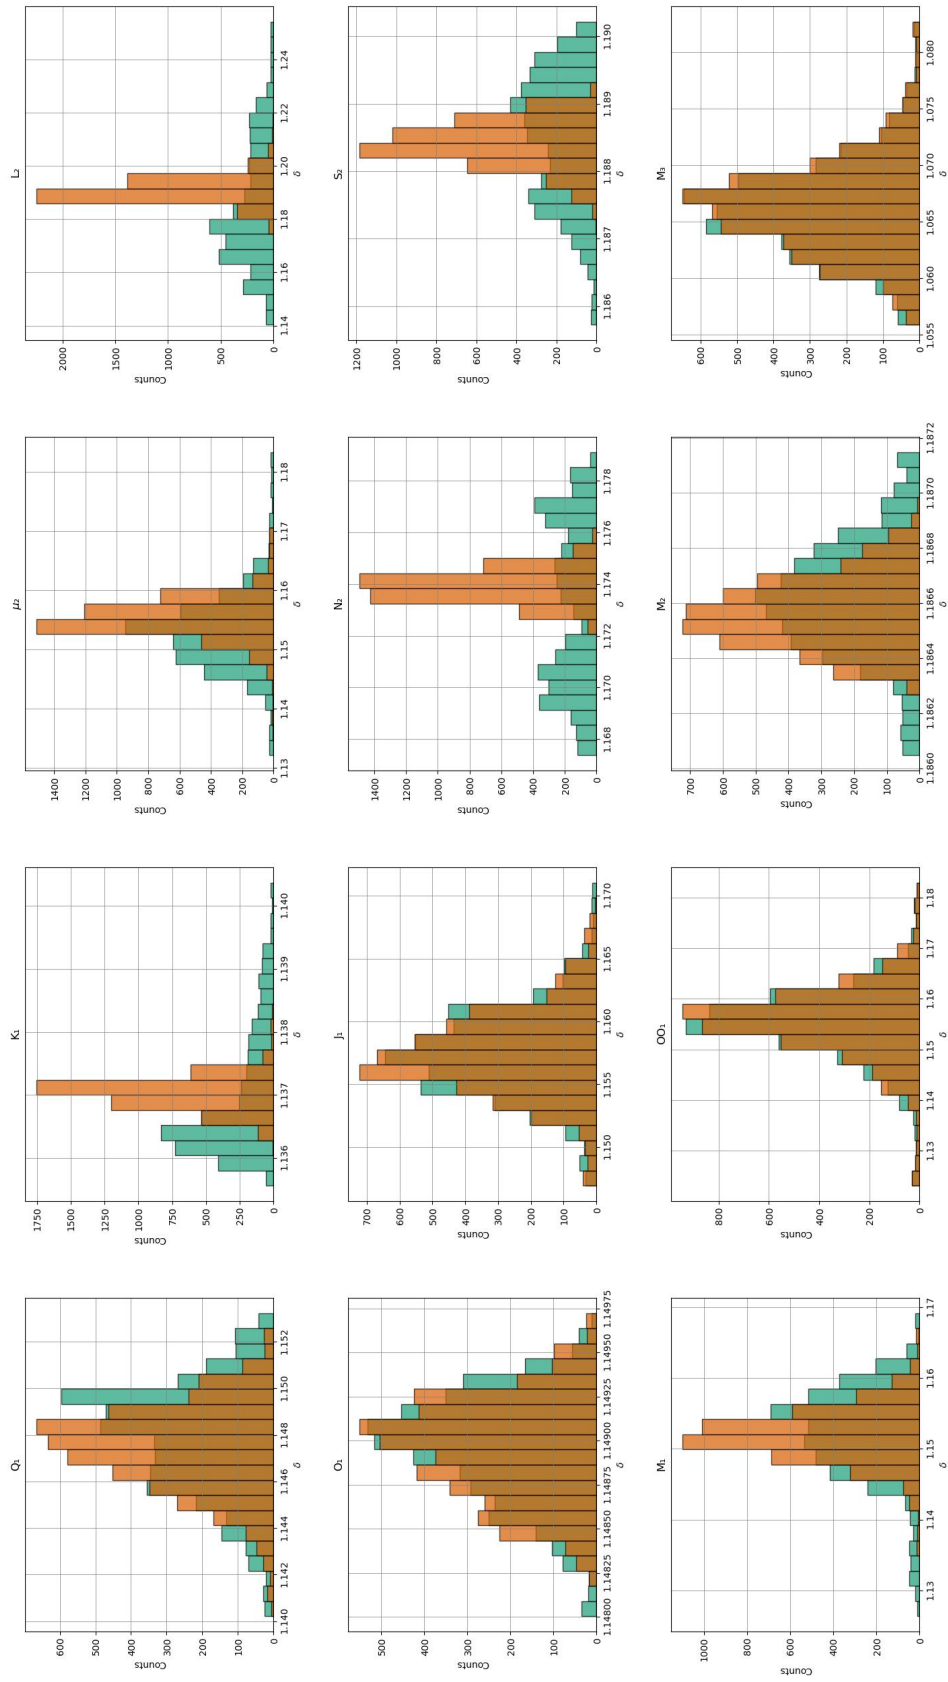 Q₁
600
500
400
300
200
100
0
Counts
1.140 1.142 1.144 1.146 1.148 1.150 1.152
δ
K₁
1750
1500
1250
1000
750
500
250
0
Counts
1.136 1.137 1.138 1.139 1.140
δ
μ₂
1400
1200
1000
800
600
400
200
0
Counts
1.13 1.14 1.15 1.16 1.17 1.18
δ
L₂
2000
1500
1000
500
0
Counts
1.14 1.16 1.18 1.20 1.22 1.24
δ
O₁
500
400
300
200
100
0
Counts
1.14800 1.14825 1.14850 1.14875 1.14900 1.14925 1.14950 1.14975
δ
J₁
700
600
500
400
300
200
100
0
Counts
1.150 1.155 1.160 1.165 1.170
δ
N₂
1400
1200
1000
800
600
400
200
0
Counts
1.168 1.170 1.172 1.174 1.176 1.178
δ
S₂
1200
1000
800
600
400
200
0
Counts
1.186 1.187 1.188 1.189 1.190
δ
M₁
1000
800
600
400
200
0
Counts
1.13 1.14 1.15 1.16 1.17
δ
OO₁
800
600
400
200
0
Counts
1.13 1.14 1.15 1.16 1.17 1.18
δ
M₂
700
600
500
400
300
200
100
0
Counts
1.1860 1.1862 1.1864 1.1866 1.1868 1.1870 1.1872
δ
M₃
600
500
400
300
200
100
0
Counts
1.055 1.060 1.065 1.070 1.075 1.080
δ